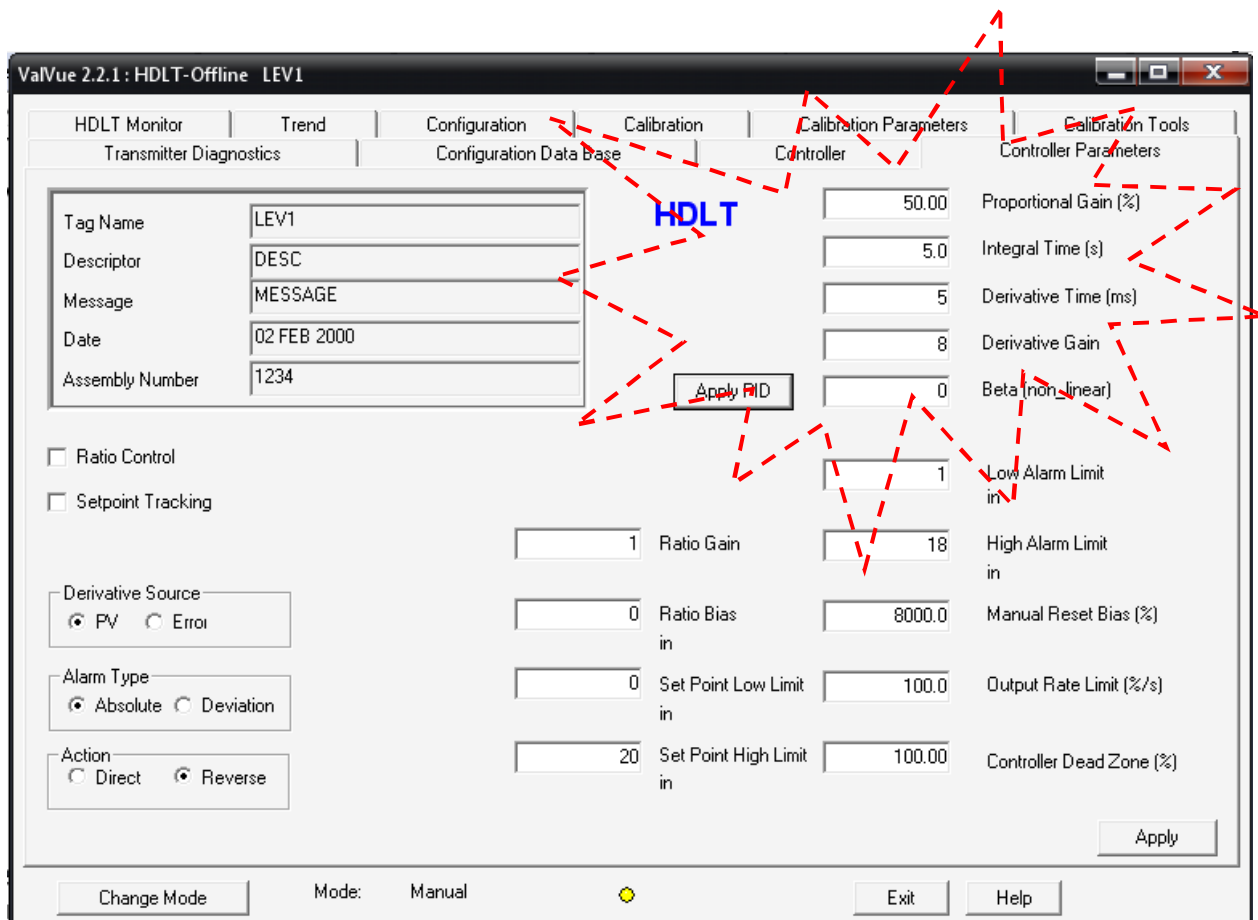 ValVue 2.2.1 : HDLT-Offline LEV1
HDLT Monitor Trend Configuration Calibration Calibration Parameters Calibration Tools
Transmitter Diagnostics Configuration Data Base Controller Controller Parameters
Tag Name LEV1
Descriptor DESC
Message MESSAGE
Date 02 FEB 2000
Assembly Number 1234
HDLT
50.00 Proportional Gain (%)
5.0 Integral Time (s)
5 Derivative Time (ms)
8 Derivative Gain
Apply PID
0 Beta (non_linear)
Ratio Control
Setpoint Tracking
1 Low Alarm Limit
in
1 Ratio Gain
18 High Alarm Limit
in
Derivative Source
PV Error
0 Ratio Bias
in
8000.0 Manual Reset Bias (%)
Alarm Type
Absolute Deviation
0 Set Point Low Limit
in
100.0 Output Rate Limit (%/s)
Action
Direct Reverse
20 Set Point High Limit
in
100.00 Controller Dead Zone (%)
Apply
Change Mode Mode: Manual Exit Help